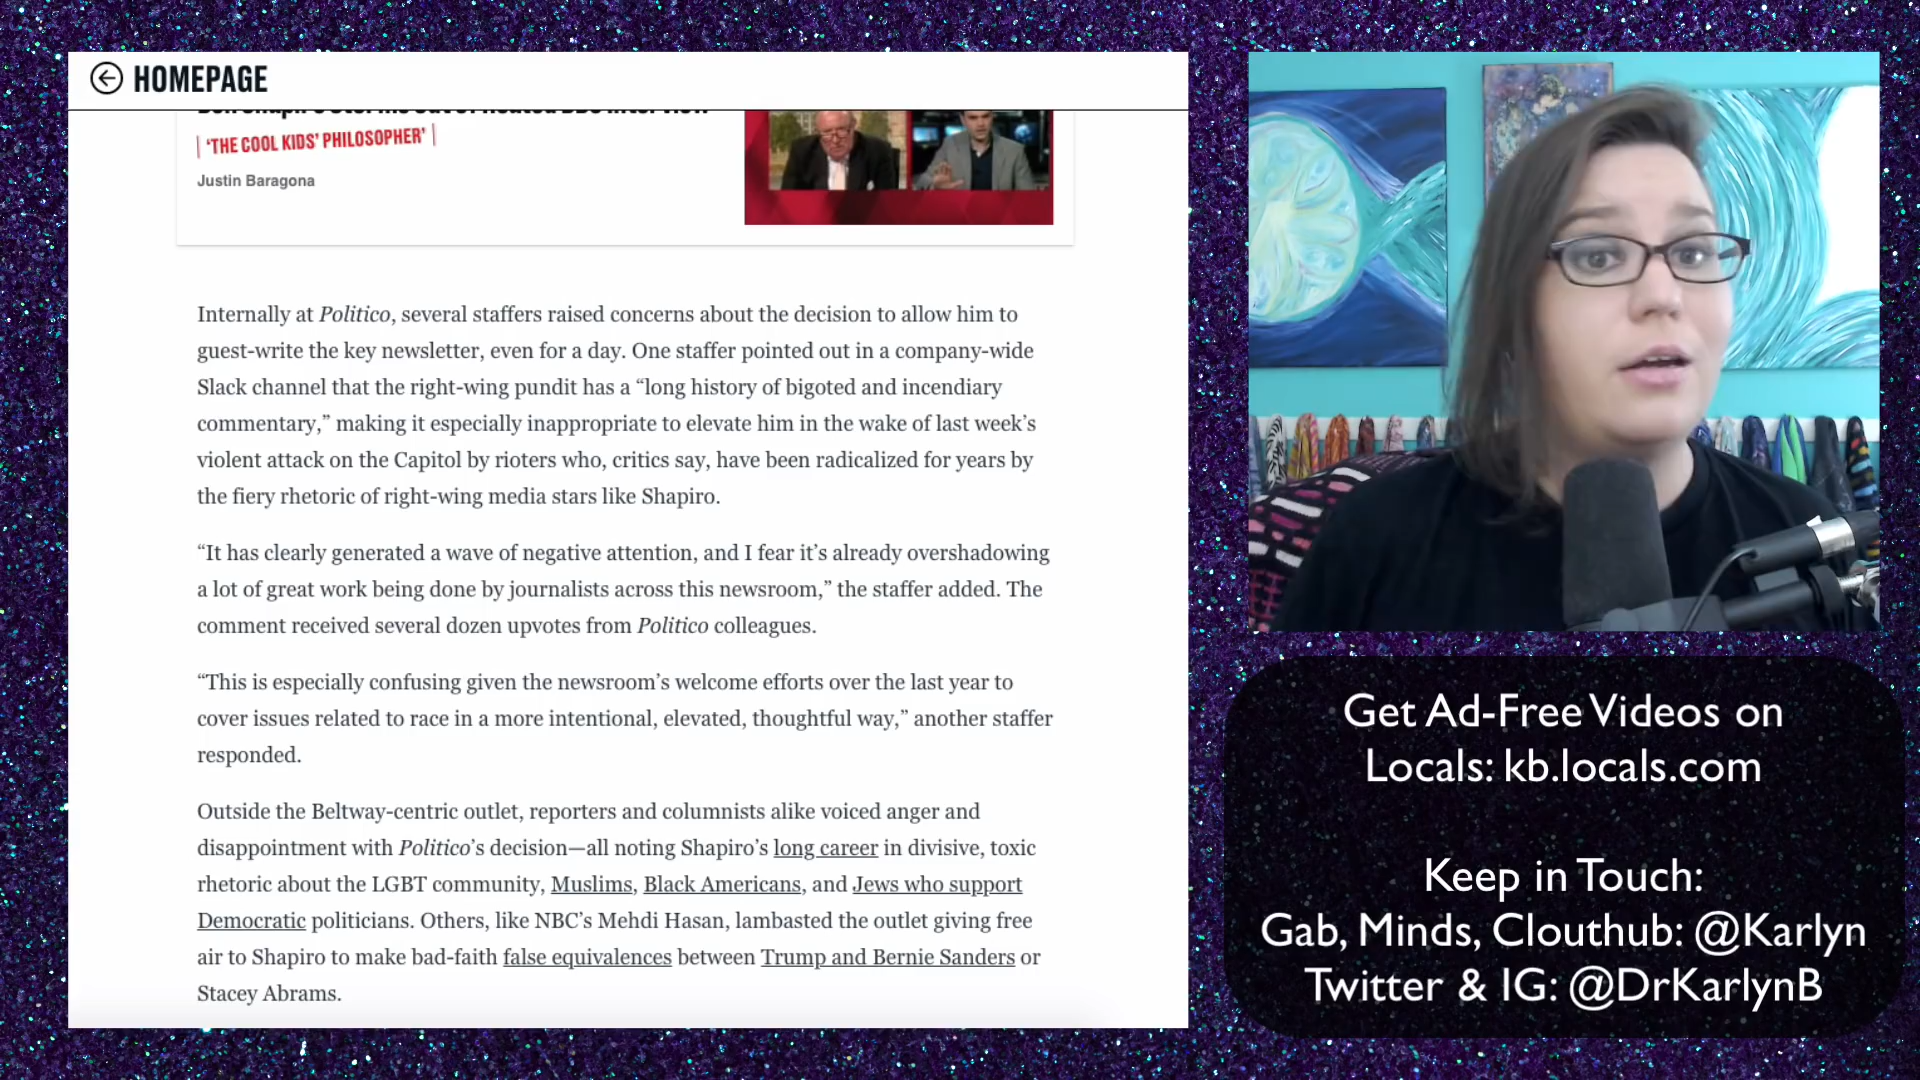 HOMEPAGE
Ben Shapiro Storms Out of Heated BBC Interview
'THE COOL KIDS' PHILOSOPHER'
Justin Baragona
Internally at Politico, several staffers raised concerns about the decision to allow him to
guest-write the key newsletter, even for a day. One staffer pointed out in a company-wide
Slack channel that the right-wing pundit has a “long history of bigoted and incendiary
commentary,” making it especially inappropriate to elevate him in the wake of last week’s
violent attack on the Capitol by rioters who, critics say, have been radicalized for years by
the fiery rhetoric of right-wing media stars like Shapiro.
“It has clearly generated a wave of negative attention, and I fear it’s already overshadowing
a lot of great work being done by journalists across this newsroom,” the staffer added. The
comment received several dozen upvotes from Politico colleagues.
“This is especially confusing given the newsroom’s welcome efforts over the last year to
cover issues related to race in a more intentional, elevated, thoughtful way,” another staffer
responded.
Outside the Beltway-centric outlet, reporters and columnists alike voiced anger and
disappointment with Politico’s decision—all noting Shapiro’s long career in divisive, toxic
rhetoric about the LGBT community, Muslims, Black Americans, and Jews who support
Democratic politicians. Others, like NBC’s Mehdi Hasan, lambasted the outlet giving free
air to Shapiro to make bad-faith false equivalences between Trump and Bernie Sanders or
Stacey Abrams.
Get Ad-Free Videos on
Locals: kb.locals.com
Keep in Touch:
Gab, Minds, Clouthub: @Karlyn
Twitter & IG: @DrKarlynB